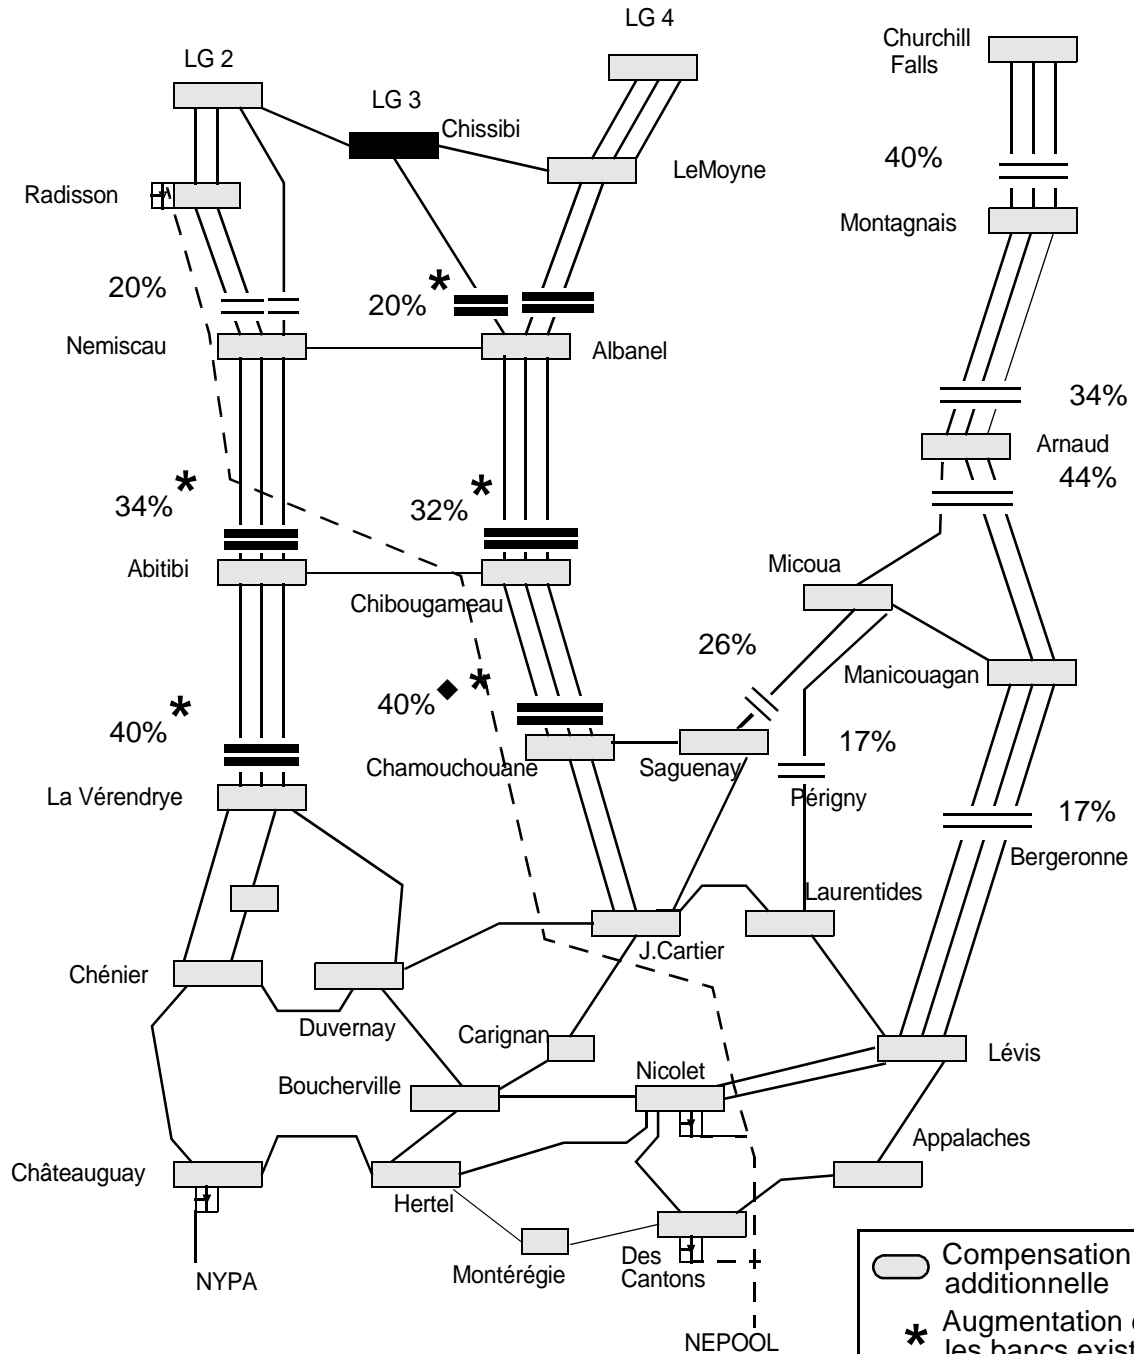 LG 4
Churchill
Falls
LG 2
LG 3
Chissibi
40%
LeMoyne
Radisson
Montagnais
20%
20% *
Nemiscau
Albanel
34%
Arnaud
44%
34% *
32% *
Abitibi
Micoua
Chibougameau
26%
Manicouagan
40% ◆ *
40% *
17%
Chamouchouane
Saguenay
La Vérendrye
Périgny
17%
Bergeronne
Laurentides
J.Cartier
Chénier
Duvernay
Carignan
Lévis
Nicolet
Boucherville
Appalaches
Châteauguay
Hertel
Des
Cantons
Montérégie
NYPA
NEPOOL
Compensation
additionnelle
* Augmentation
les bancs exist